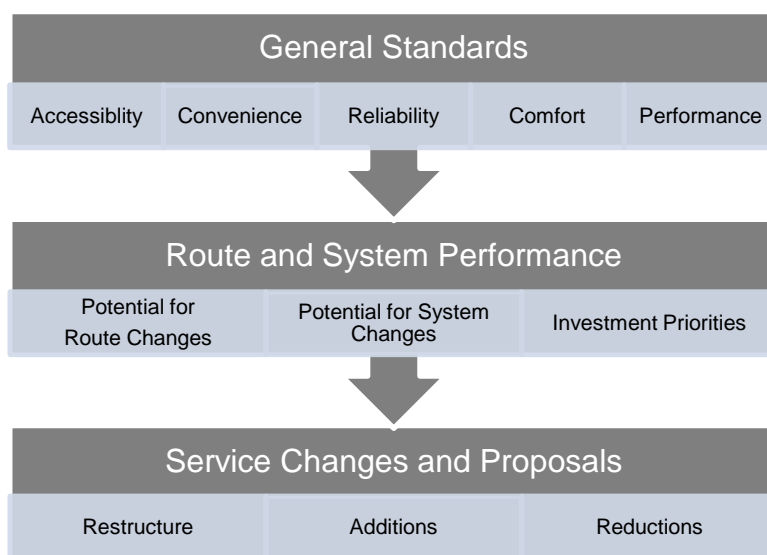 General Standards
Accessiblity Convenience Reliability Comfort Performance
Route and System Performance
Potential for
Route Changes
Potential for System
Changes
Investment Priorities
Service Changes and Proposals
Restructure Additions Reductions